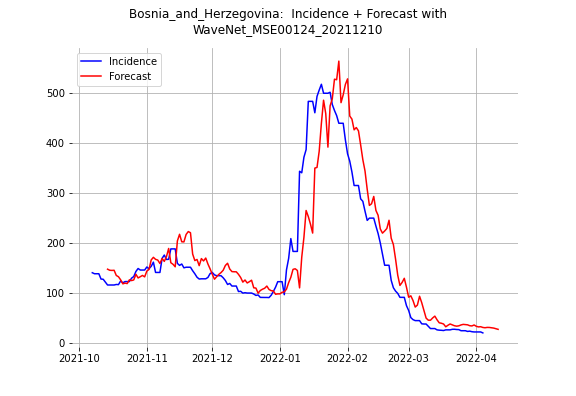 Bosnia_and_Herzegovina:  Incidence + Forecast with
WaveNet_MSE00124_20211210
Incidence
Forecast
500
400
300
200
100
0
2021-10 2021-11 2021-12 2022-01 2022-02 2022-03 2022-04